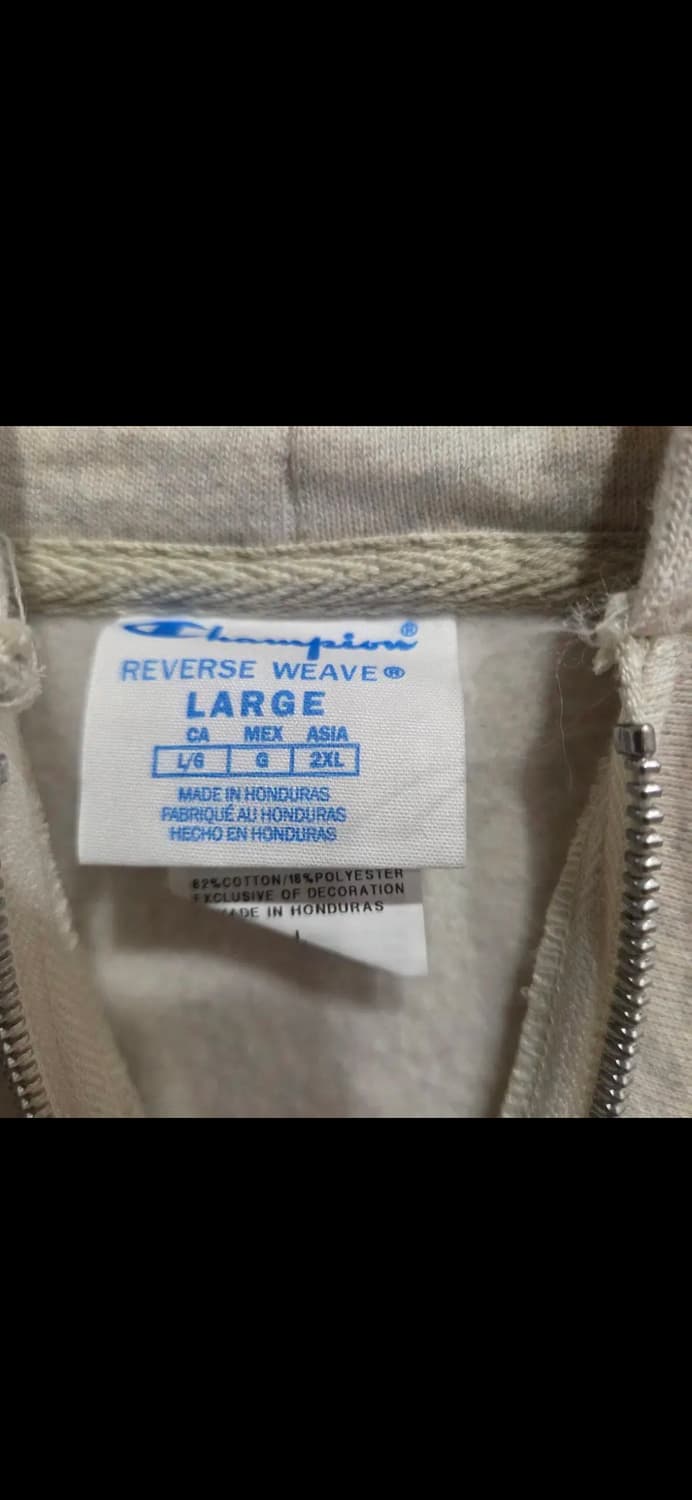 Champion®
REVERSE WEAVE®
LARGE
CA MEX ASIA
L/G G 2XL
MADE IN HONDURAS
FABRIQUÉ AU HONDURAS
HECHO EN HONDURAS
82%COTTON/18%POLYESTER
EXCLUSIVE OF DECORATION
MADE IN HONDURAS